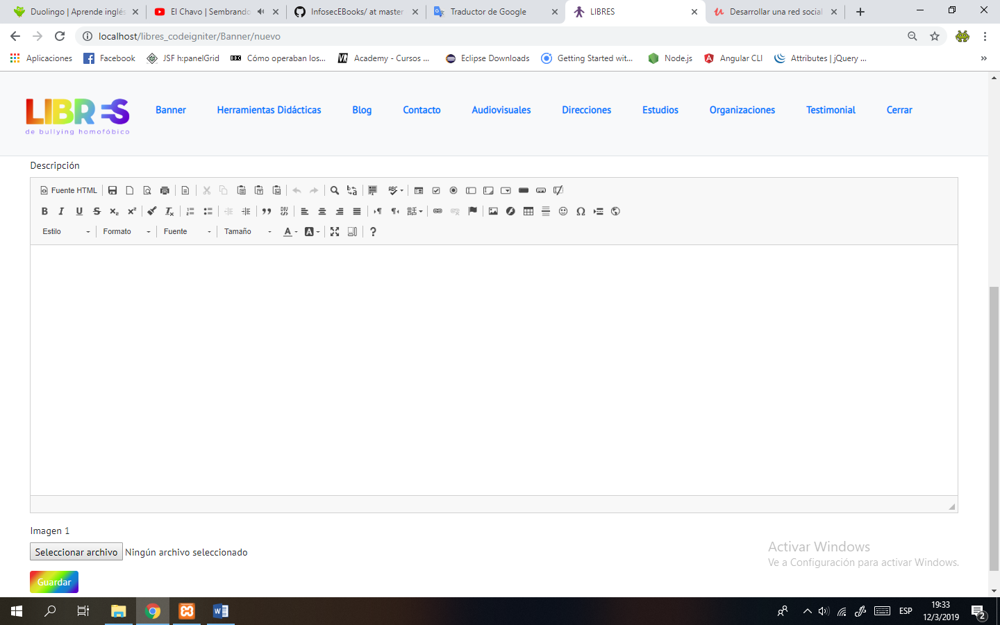 Duolingo | Aprende inglés
El Chavo | Sembrando
InfosecEBooks/ at master
Traductor de Google
LIBRES
Desarrollar una red social
localhost/libres_codeigniter/Banner/nuevo
Aplicaciones
Facebook
JSF h:panelGrid
BBC
Cómo operaban los...
Academy - Cursos ...
Eclipse Downloads
Getting Started wit...
Node.js
Angular CLI
Attributes | jQuery ...
LIBRES
de bullying homofóbico
Banner
Herramientas Didácticas
Blog
Contacto
Audiovisuales
Direcciones
Estudios
Organizaciones
Testimonial
Cerrar
Descripción
Fuente HTML
Estilo
Formato
Fuente
Tamaño
Imagen 1
Seleccionar archivo Ningún archivo seleccionado
Guardar
Activar Windows
Ve a Configuración para activar Windows.
ESP
19:33
12/3/2019
2